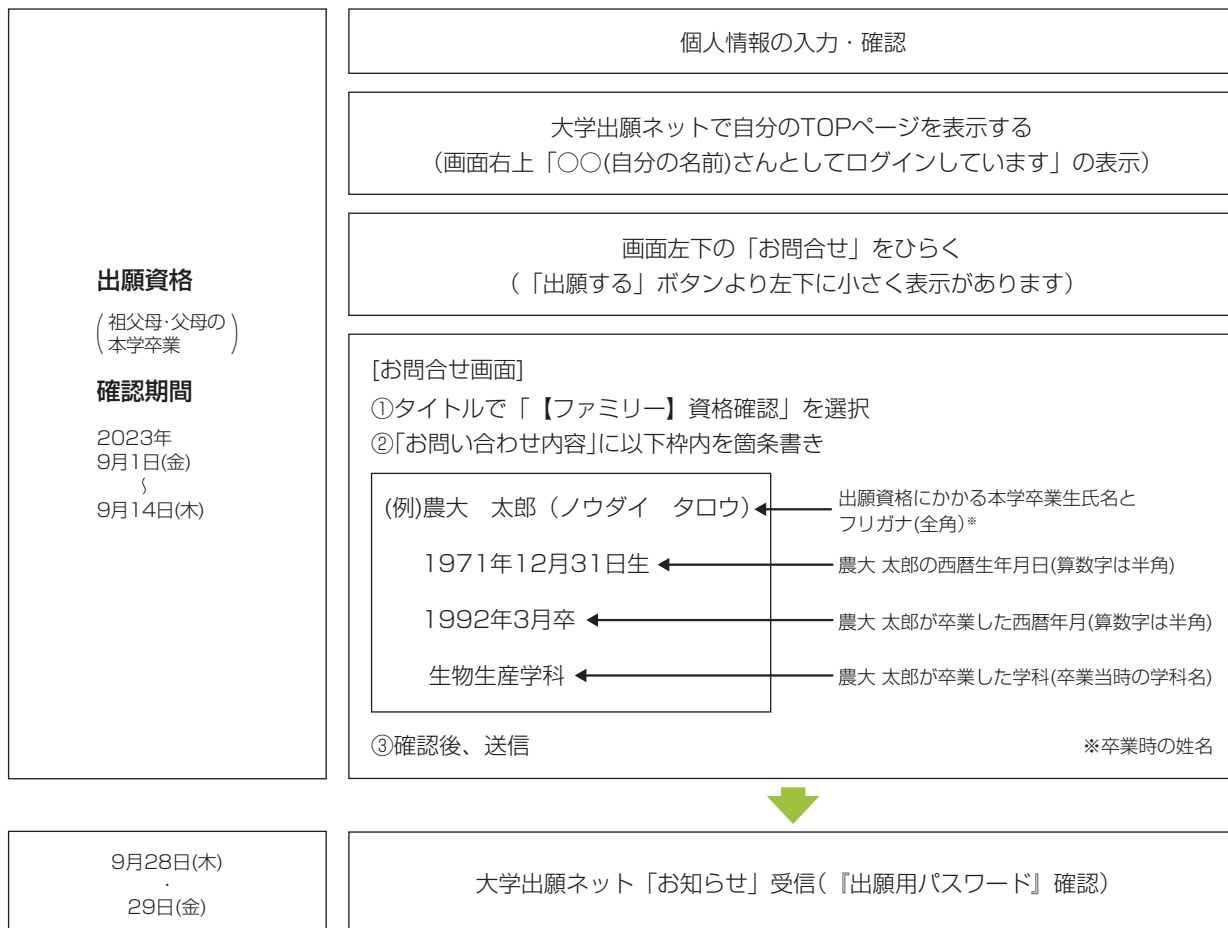 個人情報の入力・確認
大学出願ネットで自分のTOPページを表示する
(画面右上「○○(自分の名前)さんとしてログインしています」の表示)
画面左下の「お問合せ」をひらく
(「出願する」ボタンより左下に小さく表示があります)
出願資格
(祖父母・父母の
本学卒業)
確認期間
2023年
9月1日(金)
〜
9月14日(木)
[お問合せ画面]
①タイトルで「【ファミリー】資格確認」を選択
②「お問い合わせ内容」に以下枠内を箇条書き
(例)農大 太郎(ノウダイ タロウ)
出願資格にかかる本学卒業生氏名と
フリガナ(全角)※
1971年12月31日生
農大 太郎の西暦生年月日(算数字は半角)
1992年3月卒
農大 太郎が卒業した西暦年月(算数字は半角)
生物生産学科
農大 太郎が卒業した学科(卒業当時の学科名)
③確認後、送信
※卒業時の姓名
9月28日(木)
・
29日(金)
大学出願ネット「お知らせ」受信(『出願用パスワード』確認)